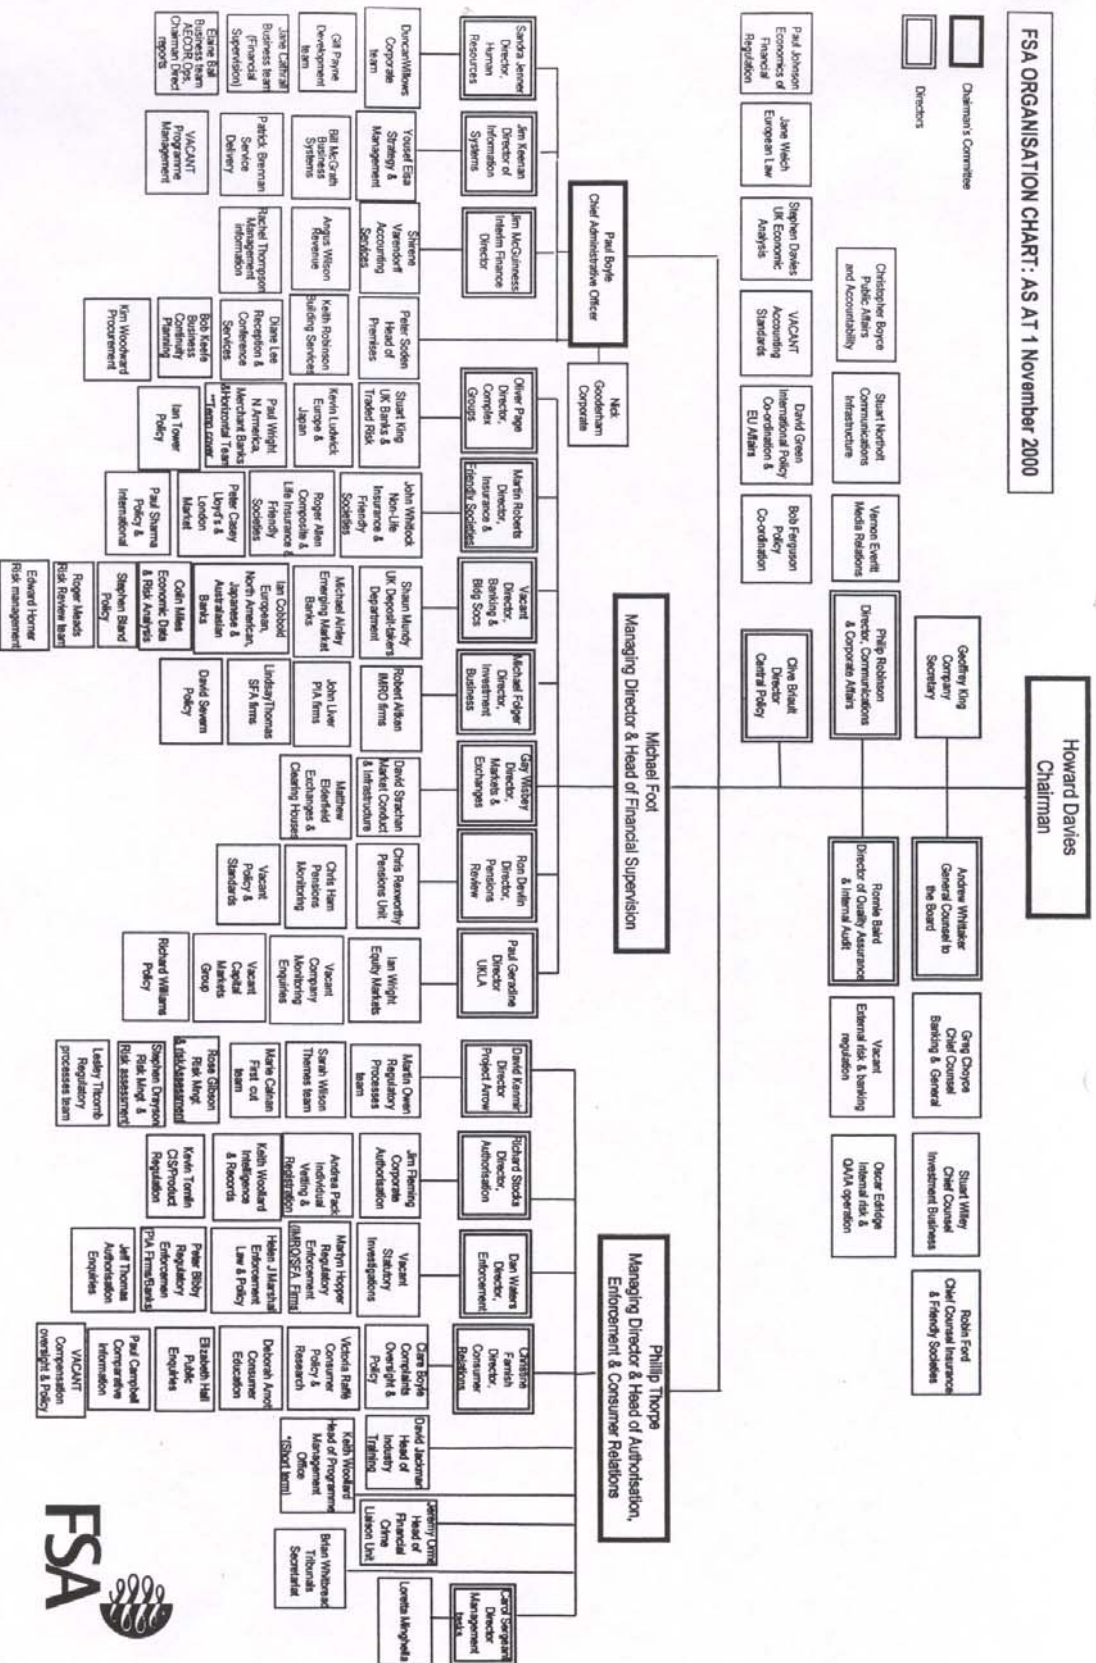 FSA ORGANISATION CHART: AS AT 1 November 2000
Chairman's Committee
Directors
Howard Davies
Chairman
Geoffrey King
Company
Secretary
Andrew Whittaker
General Counsel to
the Board
Greg Choyce
Chief Counsel
Banking & General
Stuart Willey
Chief Counsel
Investment Business
Robin Ford
Chief Counsel Insurance
& Friendly Societies
Christopher Boyce
Public Affairs
and Accountability
Stuart Northolt
Communications
Infrastructure
Vernon Everitt
Media Relations
Philip Robinson
Director, Communications
& Corporate Affairs
Ronnie Baird
Director of Quality Assurance
& Internal Audit
Vacant
External risk & banking
regulation
Oscar Edridge
Internal risk &
QA/IA operation
Paul Johnson
Economics of
Financial
Regulation
Jane Welch
European Law
Stephen Davies
UK Economic
Analysis
VACANT
Accounting
Standards
David Green
International Policy
Co-ordination &
EU Affairs
Bob Ferguson
Policy
Co-ordination
Clive Briault
Director
Central Policy
Paul Boyle
Chief Administrative Officer
Nick
Gooderham
Corporate
Michael Foot
Managing Director & Head of Financial Supervision
Phillip Thorpe
Managing Director & Head of Authorisation,
Enforcement & Consumer Relations
Sandra Jenner
Director,
Human
Resources
Jim Keenan
Director of
Information
Systems
Jim McGuinness
Interim Finance
Director
Oliver Page
Director,
Complex
Groups
Martin Roberts
Director,
Insurance &
Friendly Societies
Vacant
Director,
Banking &
Bldg Socs
Michael Folger
Director,
Investment
Business
Gay Wisbey
Director,
Markets &
Exchanges
Ron Devlin
Director,
Pensions
Review
Paul Geradine
Director
UKLA
David Kenmir
Director
Project Arrow
Richard Stocks
Director,
Authorisation
Dan Waters
Director,
Enforcement
Christine
Farnish
Director,
Consumer
Relations
Carol Sergeant
Director
Management
tasks
DuncanWillows
Corporate
team
Yousef Eisa
Strategy &
Management
Shirene
Varendorff
Accounting
Services
Peter Soden
Head of
Premises
Stuart King
UK Banks &
Traded Risk
John Whitlock
Non-Life
Insurance &
Friendly
Societies
Shaun Mundy
UK Deposit-takers
Department
Robert Aitken
IMRO firms
David Strachan
Market Conduct
& Infrastructure
Chris Rexworthy
Pensions Unit
Ian Wright
Equity Markets
Martin Owen
Regulatory
Processes
team
Jim Fleming
Corporate
Authorisation
Vacant
Statutory
Investigations
Clare Boyle
Complaints
Oversight &
Policy
David Jackman
Head of
Industry
Training
Jeremy Orme
Head of
Financial
Crime
Liaison Unit
Loretta Minghella
Gill Payne
Development
team
Bill McGrath
Business
Systems
Angus Wilson
Revenue
Keith Robinson
Building Services
Kevin Ludwick
Europe &
Japan
Roger Allen
Composite &
Life Insurance &
Friendly
Societies
Michael Ainley
Emerging Market
Banks
John Liver
PIA firms
Matthew
Elderfield
Exchanges &
Clearing Houses
Chris Ham
Pensions
Monitoring
Vacant
Company
Monitoring
Enquiries
Sarah Wilson
Themes team
Andrea Pack
Individual
Vetting &
Registration
Martyn Hopper
Regulatory
Enforcement
(IMRO/SFA Firms)
Victoria Raffé
Consumer
Policy &
Research
Keith Woollard
Head of Programme
Management
Office
*(Short term)
Brian Whitbread
Tribunals
Secretariat
Jane Cathrall
Business team
(Financial
Supervision)
Patrick Brennan
Service
Delivery
Rachel Thompson
Management
information
Diane Lee
Reception &
Conference
Services
Paul Wright
N America,
Merchant Banks
&Horizontal Team
**Temp cover
Peter Casey
Lloyd's &
London
Market
Ian Cobbold
European,
North American,
Japanese &
Australasian
Banks
LindsayThomas
SFA firms
Vacant
Policy &
Standards
Vacant
Capital
Markets
Group
Marie Calnan
First cut
team
Keith Woollard
Intelligence
& Records
Helen J Marshall
Enforcement
Law & Policy
Deborah Arnott
Consumer
Education
Elaine Ball
Business team
AECOR, Ops,
Chairman Direct
reports
VACANT
Programme
Management
Bob Keefe
Business
Continuity
Planning
Ian Tower
Policy
Paul Sharma
Policy &
International
Colin Miles
Economic Data
& Risk Analysis
David Severn
Policy
Richard Williams
Policy
Rose Gibson
Risk Mngt
& riskAssessment
Kevin Tomlin
CIS/Product
Regulation
Peter Bibby
Regulatory
Enforcemen
(PIA Firms/Banks)
Elizabeth Hall
Public
Enquiries
Kim Woodward
Procurement
Stephen Bland
Policy
Stephen Drayson
Risk Mngt &
Risk assessment
Jeff Thomas
Authorisation
Enquiries
Paul Campbell
Comparative
information
Roger Meads
Risk Review team
Lesley Titcomb
Regulatory
processes team
VACANT
Compensation
oversight & Policy
Edward Horner
Risk management
FSA